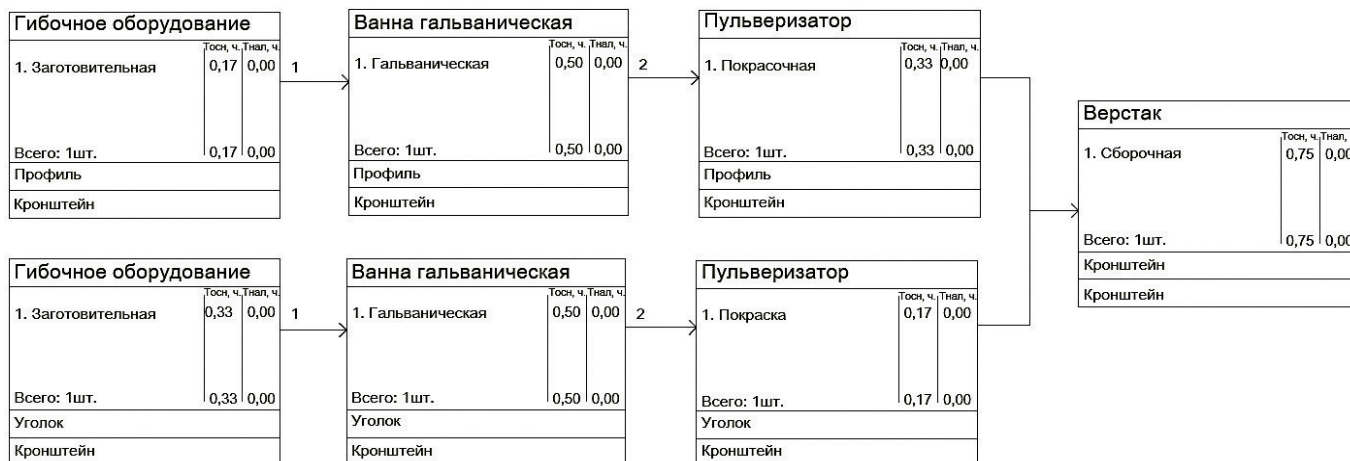 Гибочное оборудование
Тосн, ч. Тнал, ч.
1. Заготовительная 0,17 0,00
Всего: 1шт. 0,17 0,00
Профиль
Кронштейн
1
Ванна гальваническая
Тосн, ч. Тнал, ч.
1. Гальваническая 0,50 0,00
Всего: 1шт. 0,50 0,00
Профиль
Кронштейн
2
Пульверизатор
Тосн, ч. Тнал, ч.
1. Покрасочная 0,33 0,00
Всего: 1шт. 0,33 0,00
Профиль
Кронштейн
Гибочное оборудование
Тосн, ч. Тнал, ч.
1. Заготовительная 0,33 0,00
Всего: 1шт. 0,33 0,00
Уголок
Кронштейн
1
Ванна гальваническая
Тосн, ч. Тнал, ч.
1. Гальваническая 0,50 0,00
Всего: 1шт. 0,50 0,00
Уголок
Кронштейн
2
Пульверизатор
Тосн, ч. Тнал, ч.
1. Покраска 0,17 0,00
Всего: 1шт. 0,17 0,00
Уголок
Кронштейн
Верстак
Тосн, ч. Тнал,
1. Сборочная 0,75 0,00
Всего: 1шт. 0,75 0,00
Кронштейн
Кронштейн